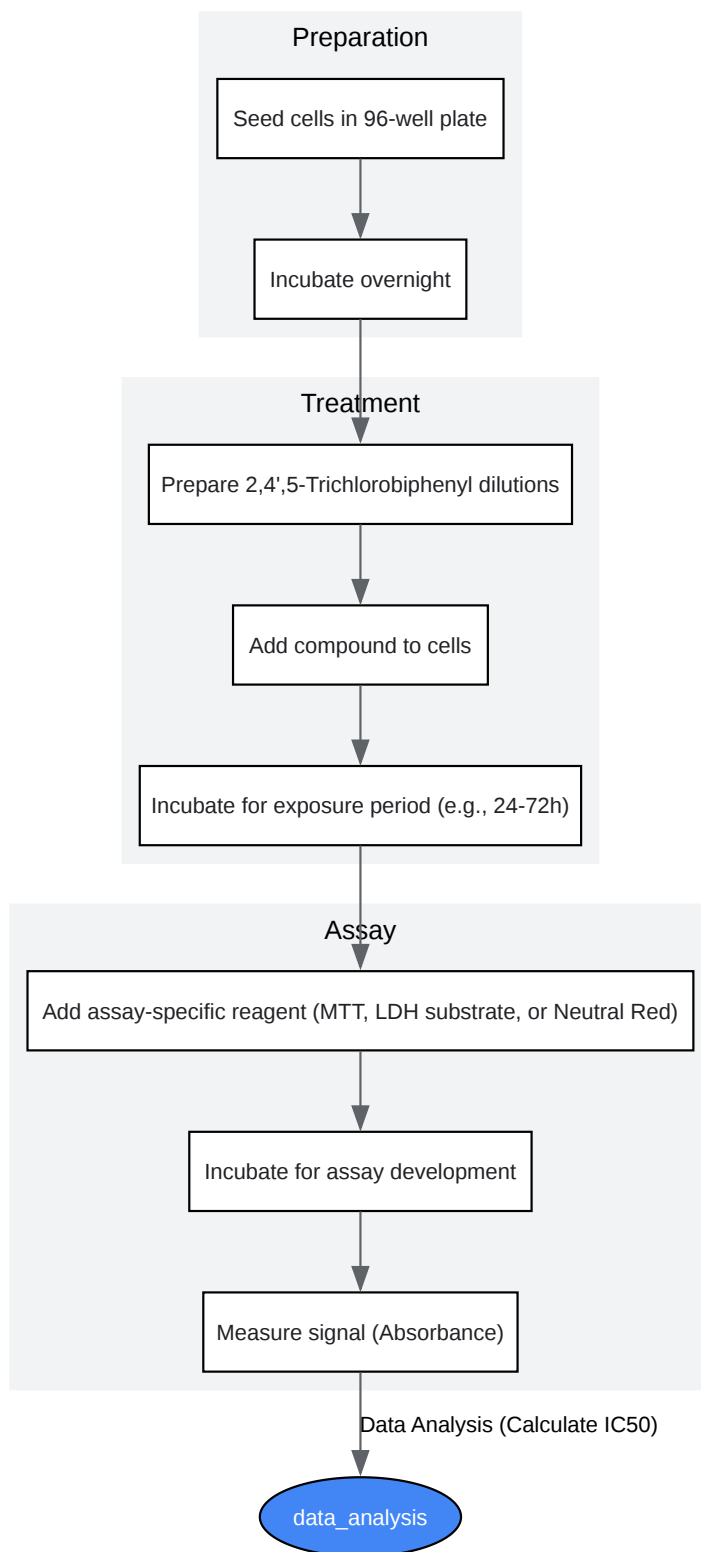 Preparation
Seed cells in 96-well plate
Incubate overnight
Treatment
Prepare 2,4',5-Trichlorobiphenyl dilutions
Add compound to cells
Incubate for exposure period (e.g., 24-72h)
Assay
Add assay-specific reagent (MTT, LDH substrate, or Neutral Red)
Incubate for assay development
Measure signal (Absorbance)
Data Analysis (Calculate IC50)
data_analysis